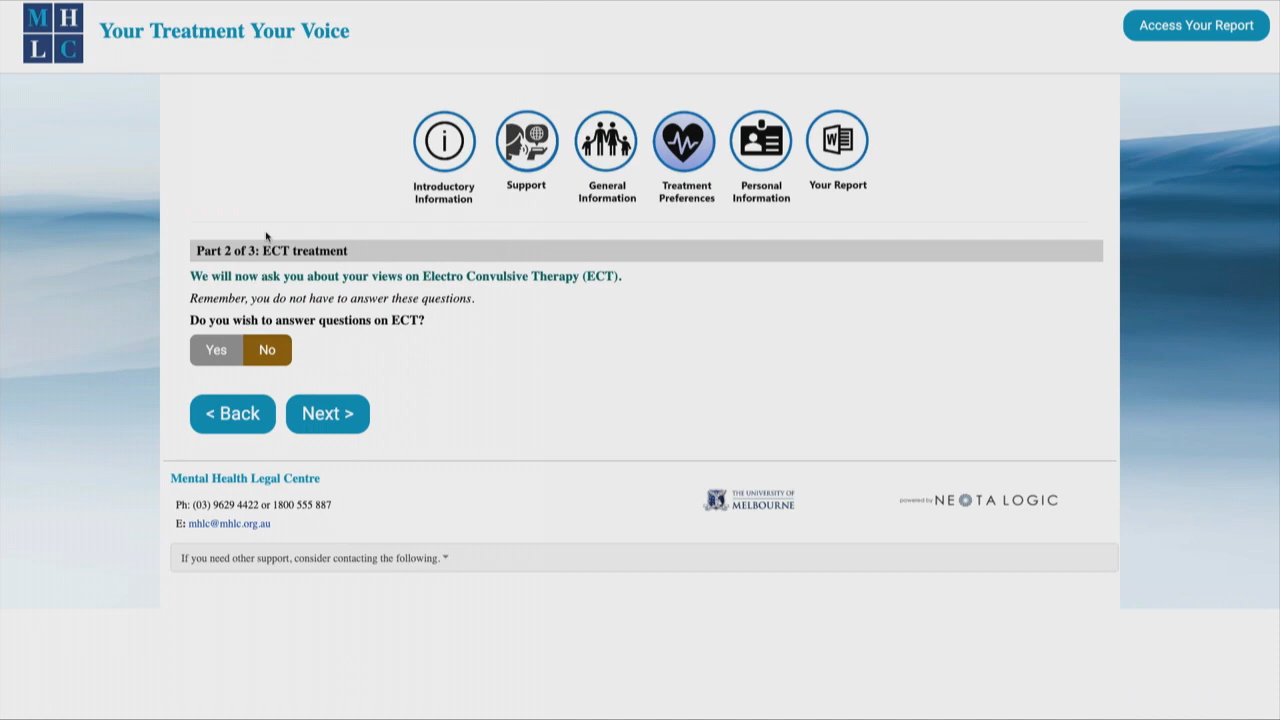 M H
L C
Your Treatment Your Voice
Access Your Report
Introductory
Information
Support
General
Information
Treatment
Preferences
Personal
Information
Your Report
Part 2 of 3: ECT treatment
We will now ask you about your views on Electro Convulsive Therapy (ECT).
Remember, you do not have to answer these questions.
Do you wish to answer questions on ECT?
Yes No
< Back Next >
Mental Health Legal Centre
Ph: (03) 9629 4422 or 1800 555 887
E: mhlc@mhlc.org.au
THE UNIVERSITY OF
MELBOURNE
powered by NEOTA LOGIC
If you need other support, consider contacting the following.